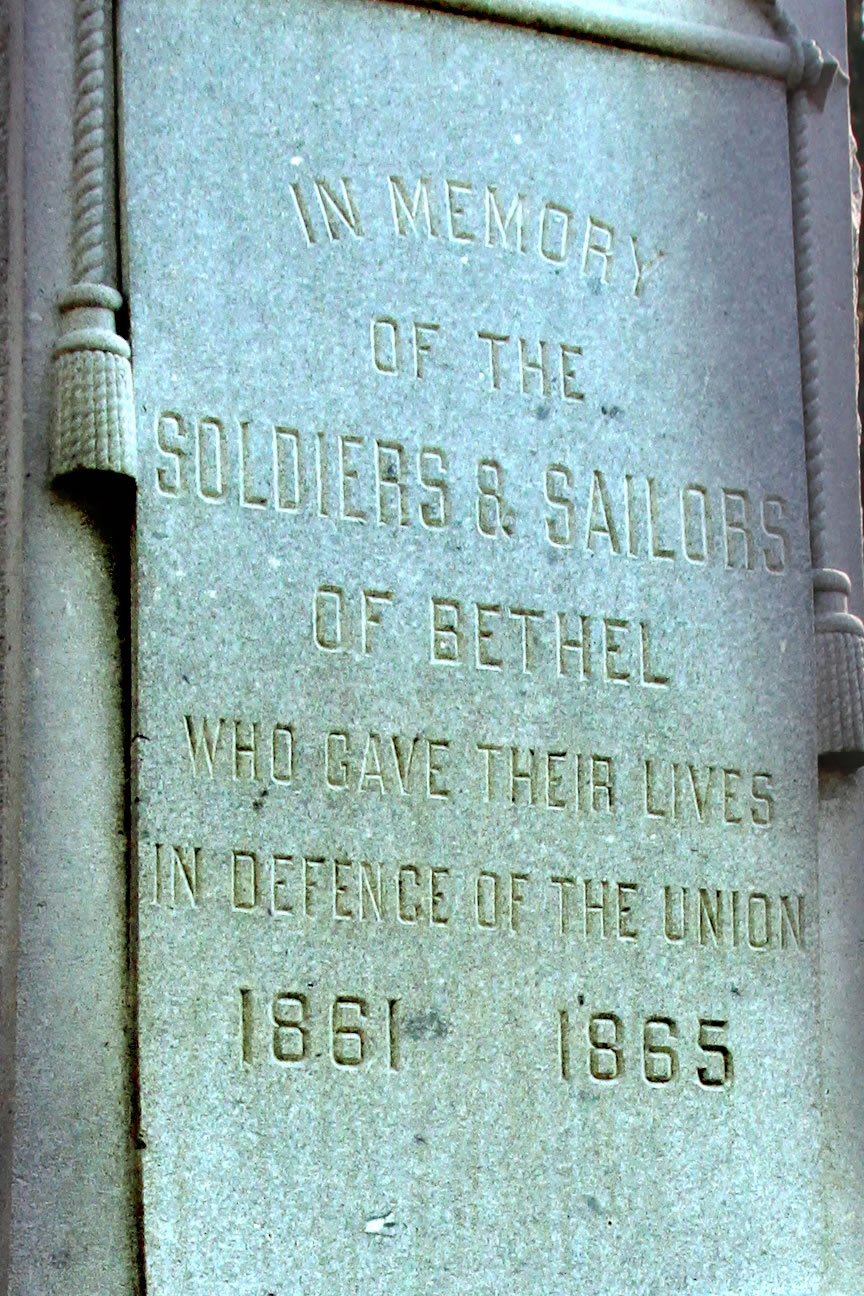 IN MEMORY
OF THE
SOLDIERS & SAILORS
OF BETHEL
WHO GAVE THEIR LIVES
IN DEFENCE OF THE UNION
1861 1865